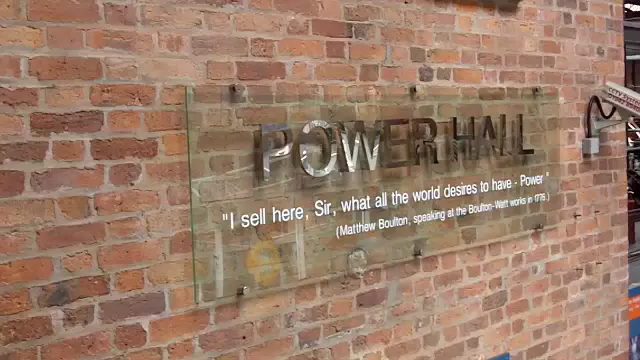 POWER HALL
"I sell here, Sir, what all the world desires to have - Power"
(Matthew Boulton, speaking at the Boulton-Watt works in 1776.)